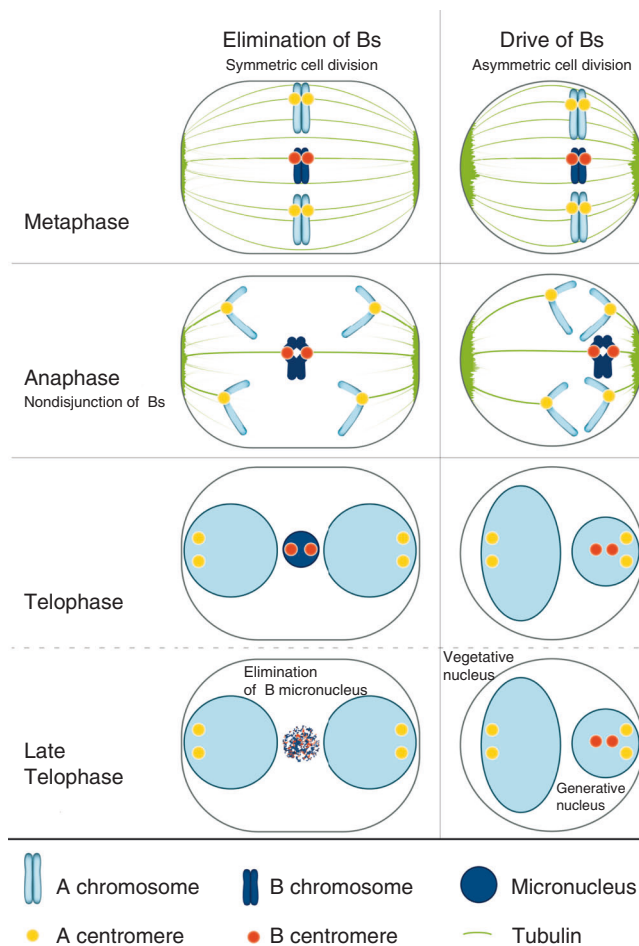 Elimination of Bs
Symmetric cell division
Drive of Bs
Asymmetric cell division
Metaphase
Anaphase
Nondisjunction of Bs
Telophase
Elimination
of B micronucleus
Vegetative
nucleus
Late
Telophase
Generative
nucleus
A chromosome
B chromosome
Micronucleus
A centromere
B centromere
Tubulin